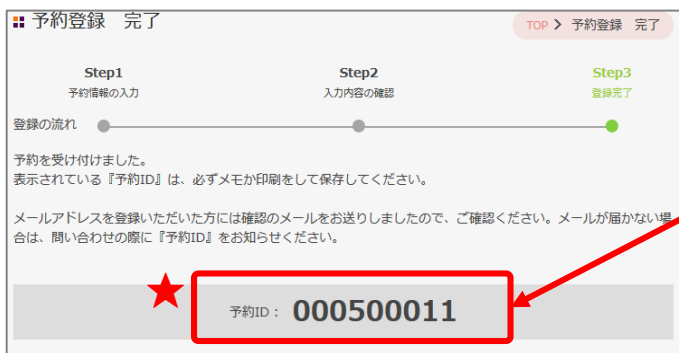 予約登録　完了
TOP > 予約登録　完了
Step1 Step2 Step3
予約情報の入力 入力内容の確認 登録完了
登録の流れ
予約を受け付けました。
表示されている『予約ID』は、必ずメモか印刷をして保存してください。
メールアドレスを登録いただいた方には確認のメールをお送りしましたので、ご確認ください。メールが届かない場
合は、問い合わせの際に『予約ID』をお知らせください。
予約ID： 000500011